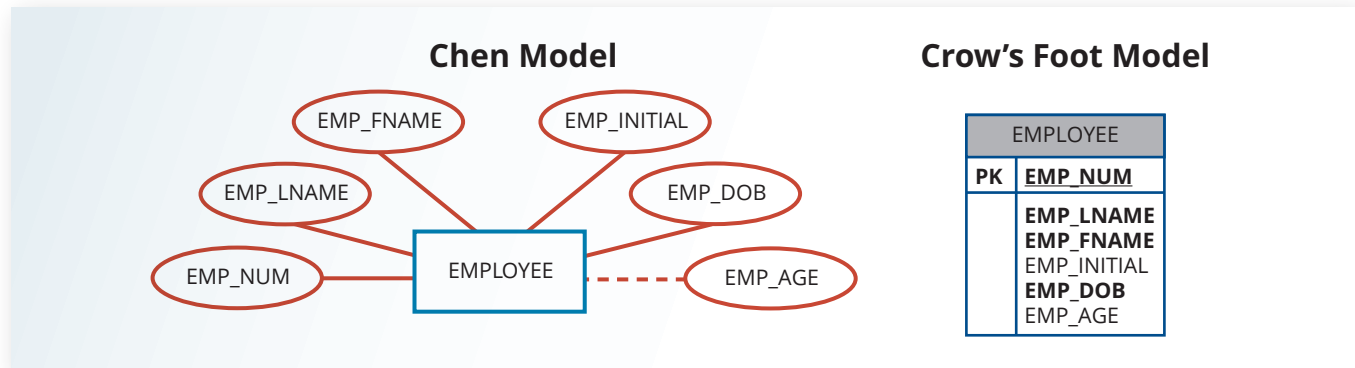 Chen Model
EMP_FNAME
EMP_INITIAL
EMP_LNAME
EMP_DOB
EMP_NUM
EMPLOYEE
EMP_AGE
Crow's Foot Model
EMPLOYEE
PK EMP_NUM
EMP_LNAME
EMP_FNAME
EMP_INITIAL
EMP_DOB
EMP_AGE